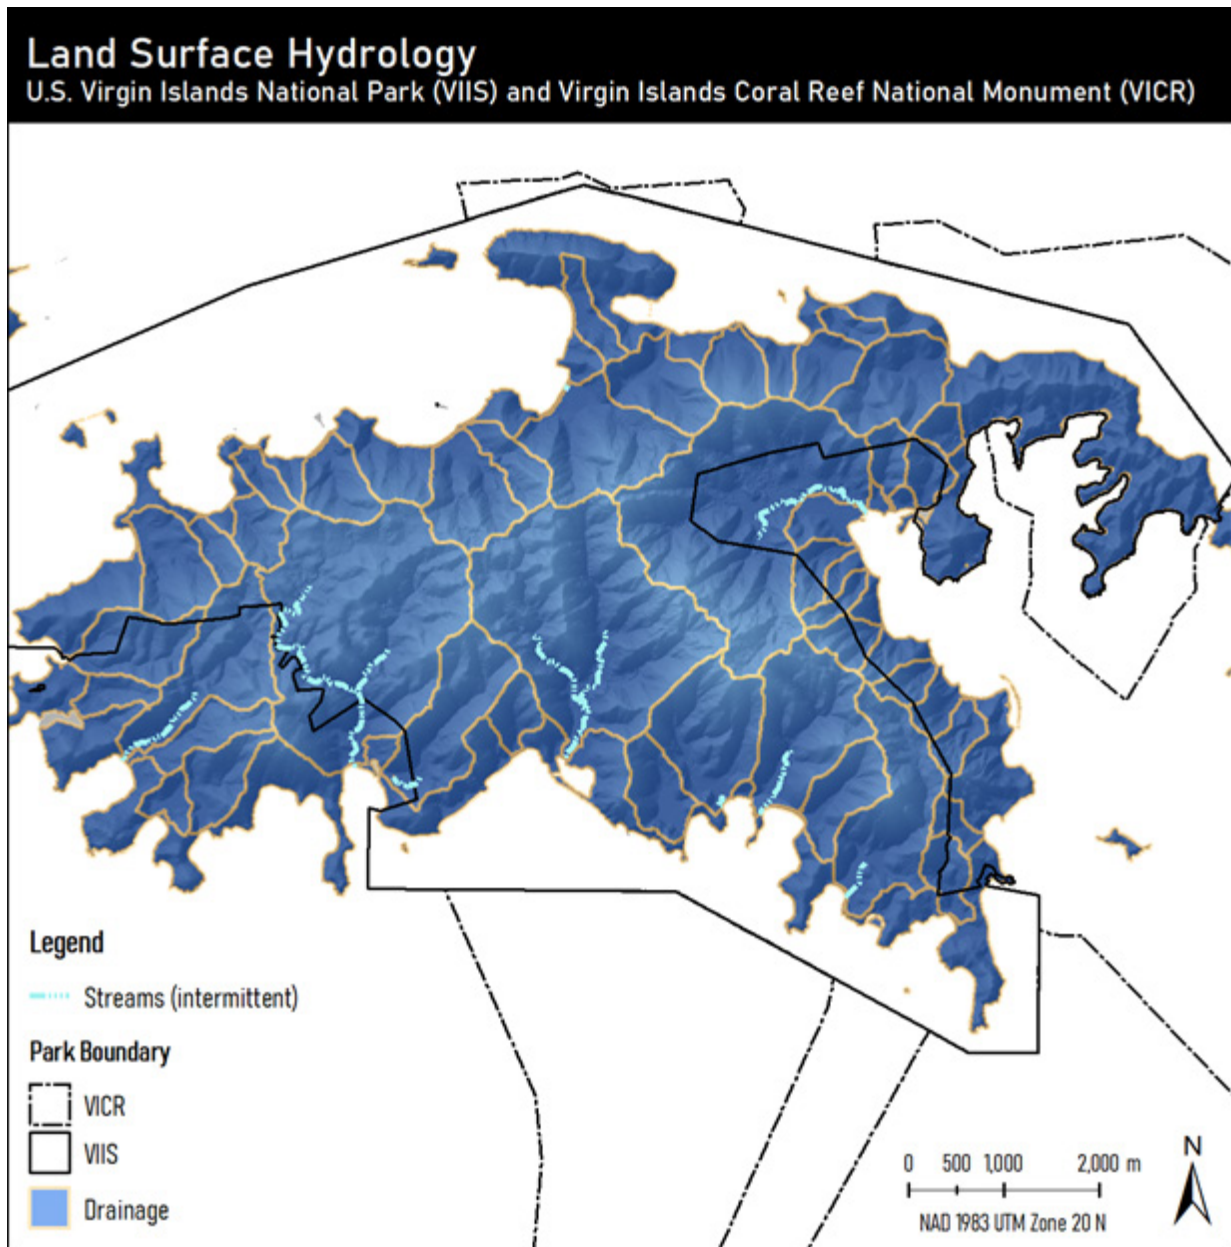 Land Surface Hydrology
U.S. Virgin Islands National Park (VIIS) and Virgin Islands Coral Reef National Monument (VICR)
Legend
Streams (intermittent)
Park Boundary
VICR
VIIS
Drainage
0 500 1,000 2,000 m
NAD 1983 UTM Zone 20 N
N